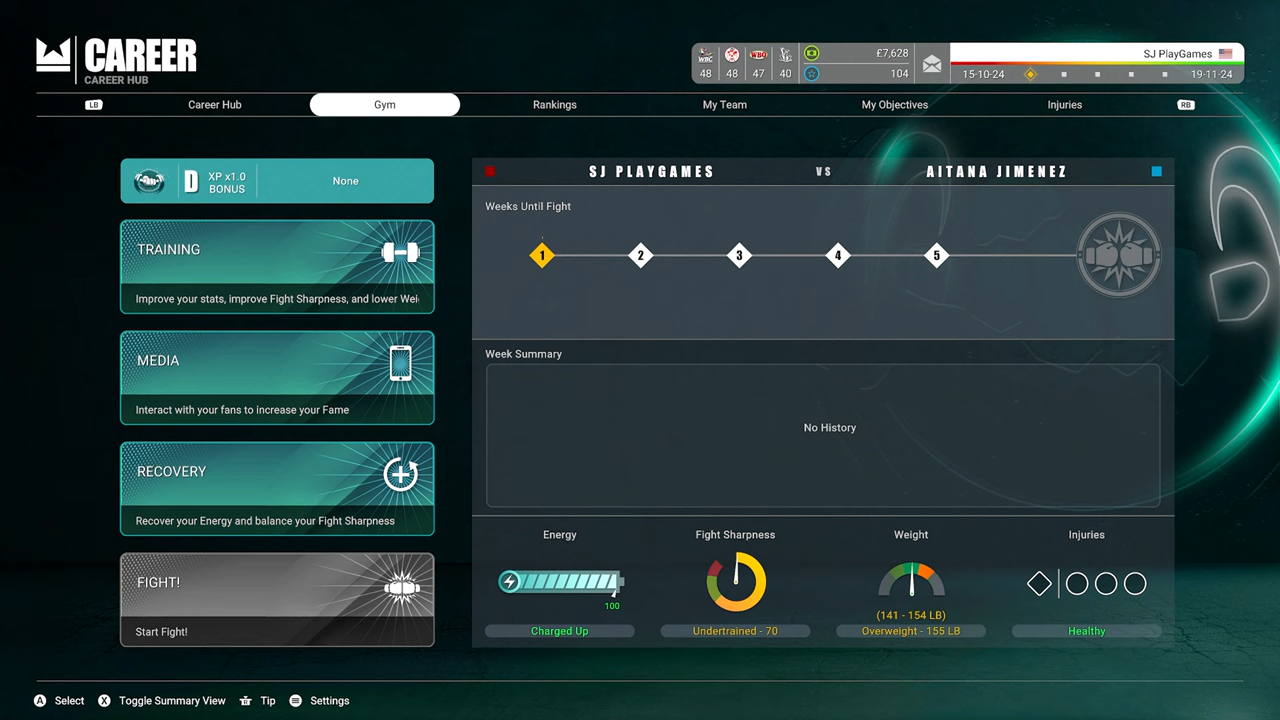 CAREER
CAREER HUB
WBC
WBO
48
48
47
40
£7,628
104
SJ PlayGames
15-10-24
19-11-24
LB
Career Hub
Gym
Rankings
My Team
My Objectives
Injuries
RB
D
XP x1.0
BONUS
None
TRAINING
Improve your stats, improve Fight Sharpness, and lower Wei
MEDIA
Interact with your fans to increase your Fame
RECOVERY
Recover your Energy and balance your Fight Sharpness
FIGHT!
Start Fight!
SJ PLAYGAMES
VS
AITANA JIMENEZ
Weeks Until Fight
1
2
3
4
5
Week Summary
No History
Energy
100
Charged Up
Fight Sharpness
Undertrained - 70
Weight
(141 - 154 LB)
Overweight - 155 LB
Injuries
Healthy
A Select
X Toggle Summary View
Tip
Settings